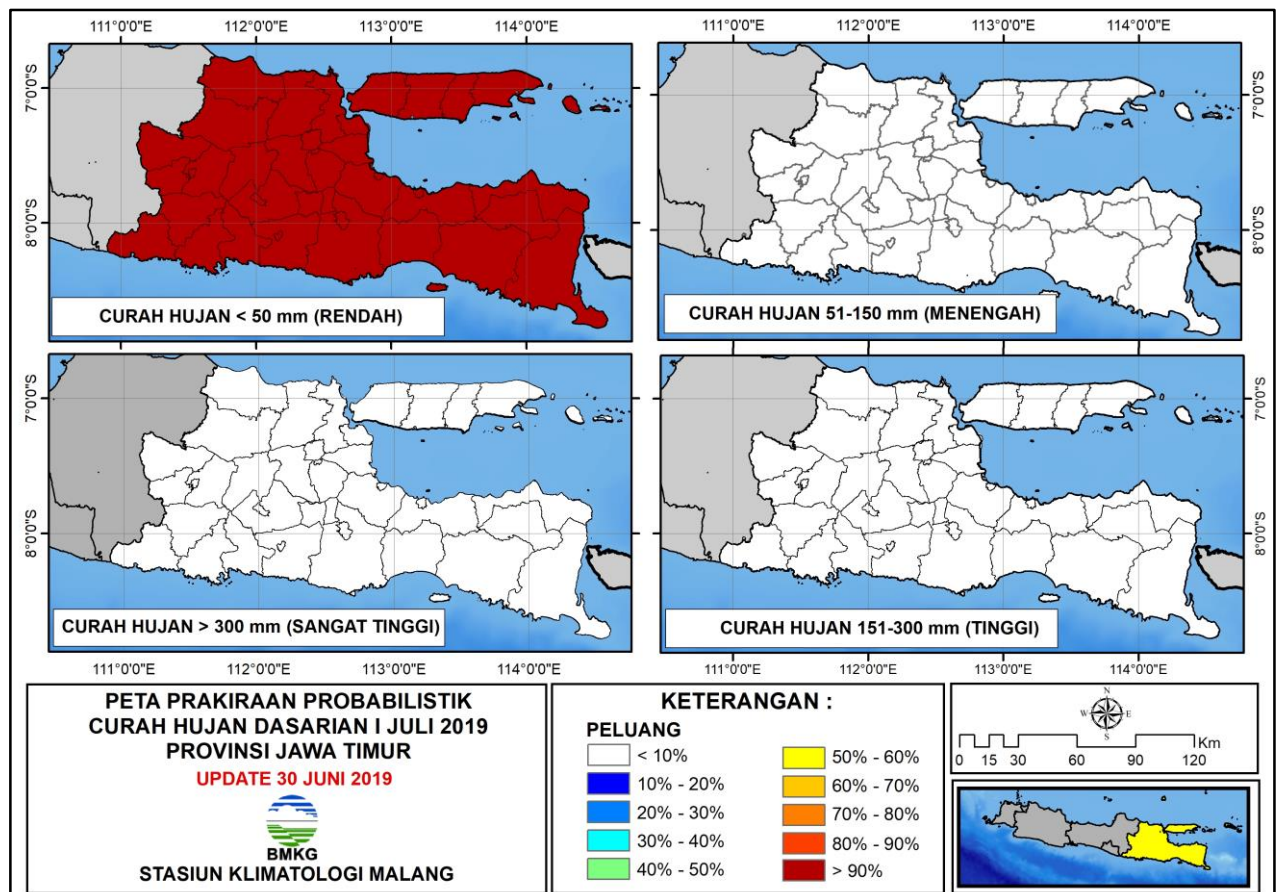 111°0'0"E 112°0'0"E 113°0'0"E 114°0'0"E
111°0'0"E 112°0'0"E 113°0'0"E 114°0'0"E
7°0'0"S
8°0'0"S
7°0'0"S
8°0'0"S
CURAH HUJAN < 50 mm (RENDAH)
CURAH HUJAN 51-150 mm (MENENGAH)
7°0'0"S
8°0'0"S
7°0'0"S
8°0'0"S
CURAH HUJAN > 300 mm (SANGAT TINGGI)
CURAH HUJAN 151-300 mm (TINGGI)
111°0'0"E 112°0'0"E 113°0'0"E 114°0'0"E
111°0'0"E 112°0'0"E 113°0'0"E 114°0'0"E
PETA PRAKIRAAN PROBABILISTIK
CURAH HUJAN DASARIAN I JULI 2019
PROVINSI JAWA TIMUR
UPDATE 30 JUNI 2019
BMKG
STASIUN KLIMATOLOGI MALANG
KETERANGAN :
PELUANG
< 10%
10% - 20%
20% - 30%
30% - 40%
40% - 50%
50% - 60%
60% - 70%
70% - 80%
80% - 90%
> 90%
N
W E
S
Km
0 15 30 60 90 120